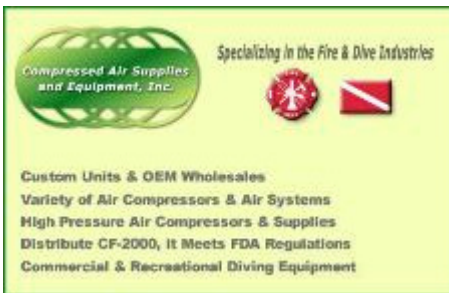 Compressed Air Supplies
and Equipment, Inc.
Specializing in the Fire & Dive Industries
Custom Units & OEM Wholesales
Variety of Air Compressors & Air Systems
High Pressure Air Compressors & Supplies
Distribute CF-2000, It Meets FDA Regulations
Commercial & Recreational Diving Equipment